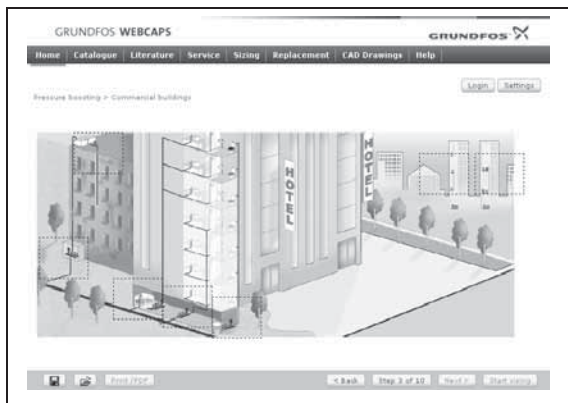 GRUNDFOS WEBCAPS
GRUNDFOS
Home Catalogue Literature Service Sizing Replacement CAD Drawings Help
Login Settings
Pressure boosting > Commercial buildings
HOTEL
HOTEL
Print /PDF
< Back Step 3 of 10 Next > Start sizing